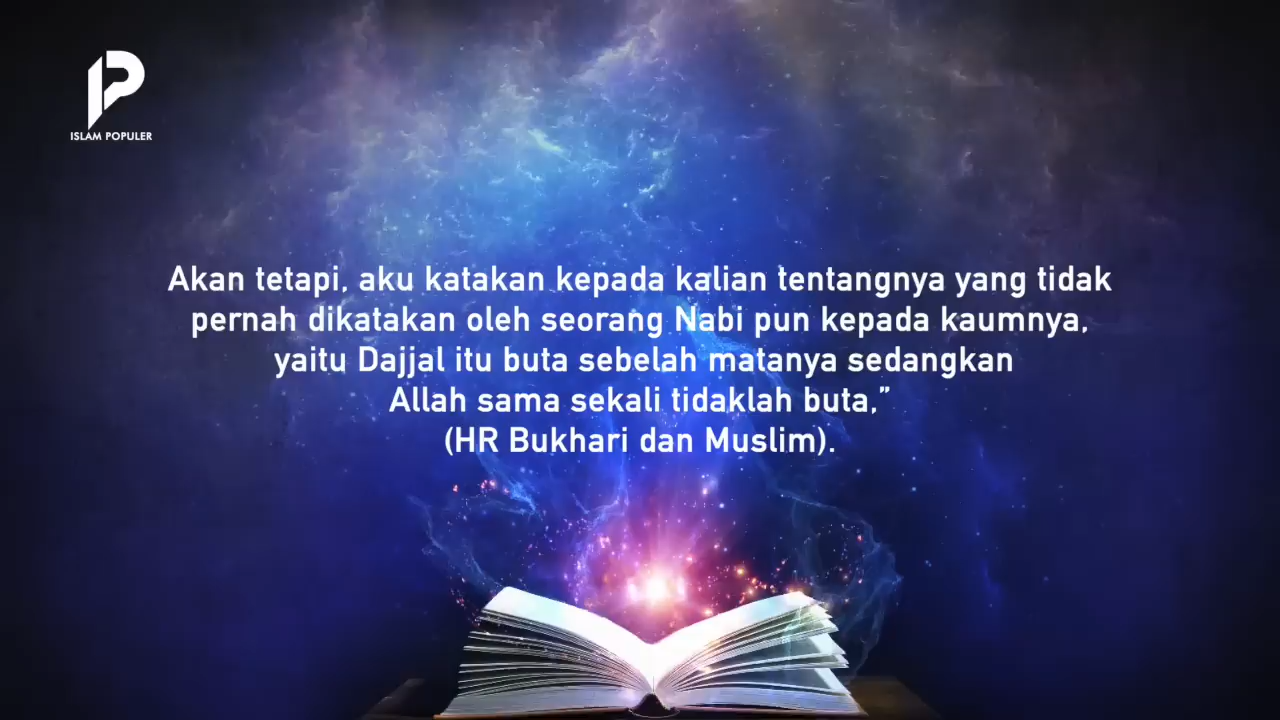 ISLAM POPULER
Akan tetapi, aku katakan kepada kalian tentangnya yang tidak
pernah dikatakan oleh seorang Nabi pun kepada kaumnya,
yaitu Dajjal itu buta sebelah matanya sedangkan
Allah sama sekali tidaklah buta,”
(HR Bukhari dan Muslim).